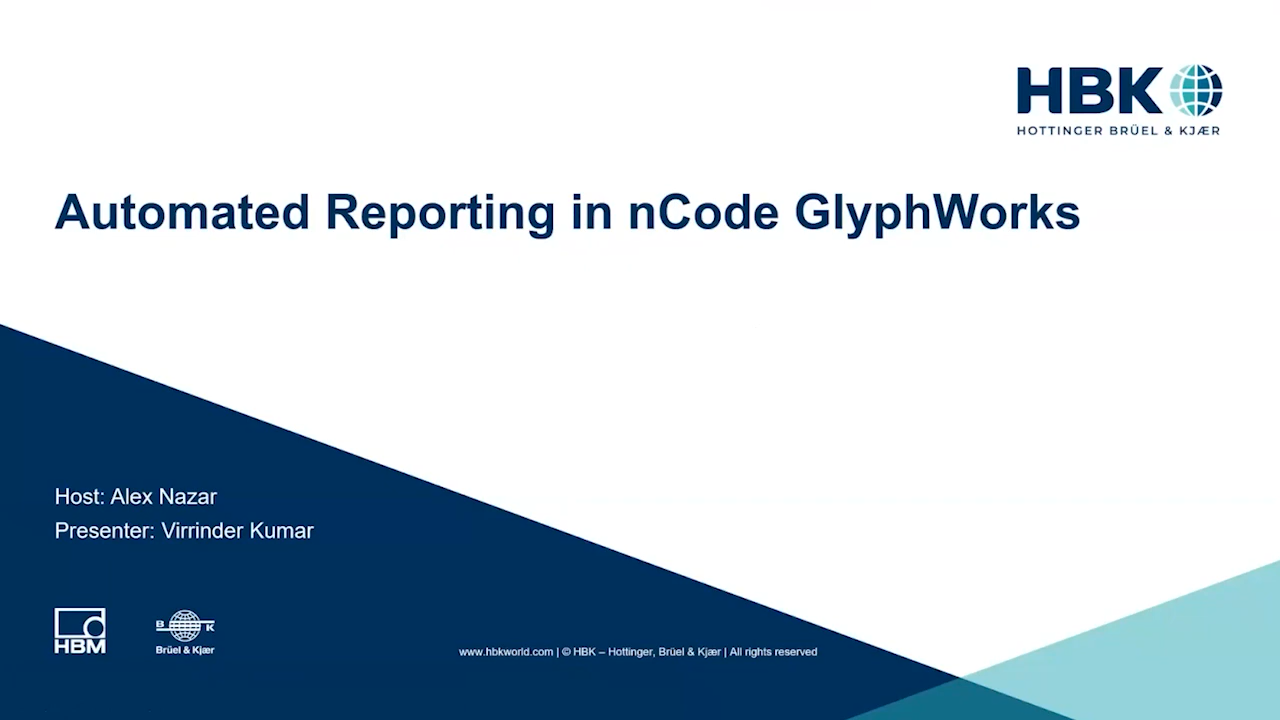 HBK
HOTTINGER BRÜEL & KJÆR
Automated Reporting in nCode GlyphWorks
Host: Alex Nazar
Presenter: Virrinder Kumar
HBM
B K
Brüel & Kjær
www.hbkworld.com | © HBK – Hottinger, Brüel & Kjær | All rights reserved